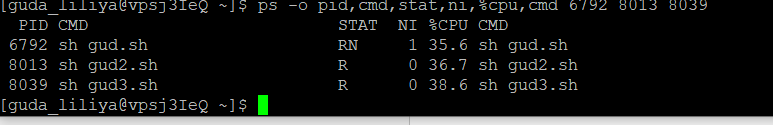 [guda_liliya@vpsj3IeQ ~]$ ps -o pid,cmd,stat,ni,%cpu,cmd 6792 8013 8039
PID CMD STAT NI %CPU CMD
6792 sh gud.sh RN 1 35.6 sh gud.sh
8013 sh gud2.sh R 0 36.7 sh gud2.sh
8039 sh gud3.sh R 0 38.6 sh gud3.sh
[guda_liliya@vpsj3IeQ ~]$